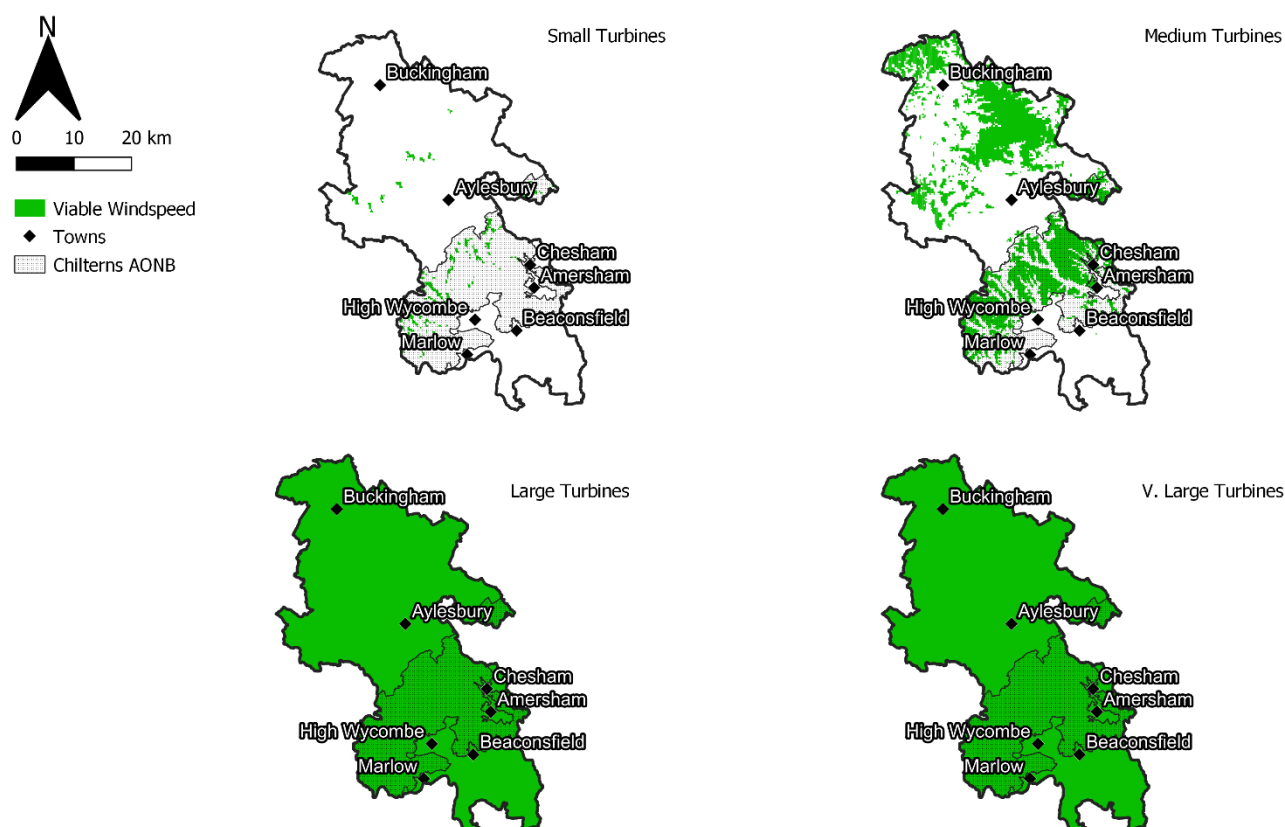 N
0 10 20 km
Viable Windspeed
Towns
Chilterns AONB
Small Turbines
Buckingham
Aylesbury
Chesham
Amersham
High Wycombe
Beaconsfield
Marlow
Medium Turbines
Buckingham
Aylesbury
Chesham
Amersham
High Wycombe
Beaconsfield
Marlow
Large Turbines
Buckingham
Aylesbury
Chesham
Amersham
High Wycombe
Beaconsfield
Marlow
V. Large Turbines
Buckingham
Aylesbury
Chesham
Amersham
High Wycombe
Beaconsfield
Marlow